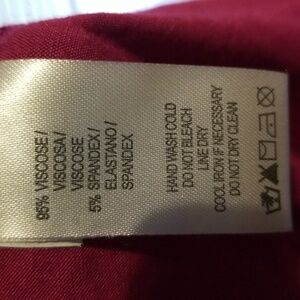 95% VISCOSE/
VISCOSA/
VISCOSE
5% SPANDEX/
ELASTANO/
SPANDEX
HAND WASH COLD
DO NOT BLEACH
LINE DRY
COOL IRON IF NECESSARY
DO NOT DRY CLEAN